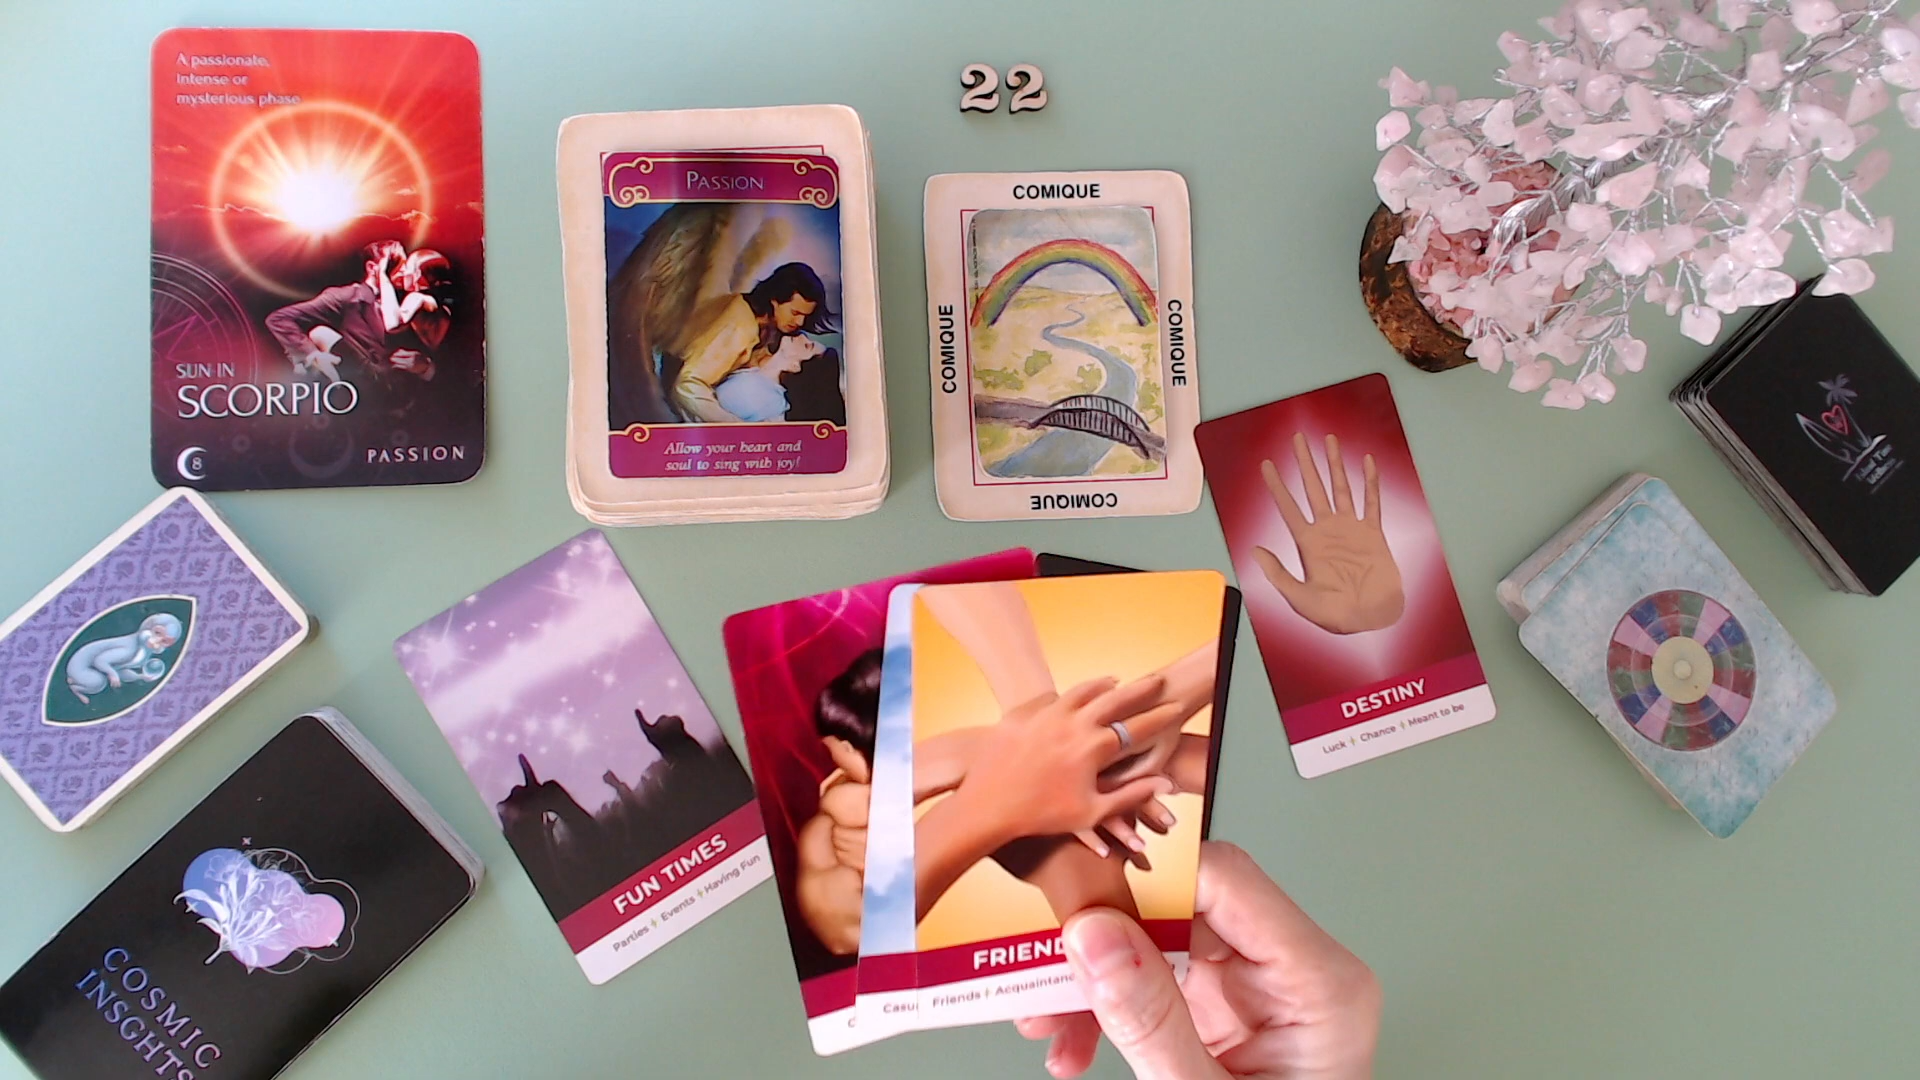 A passionate,
intense or
mysterious phase
SUN IN
SCORPIO
8
PASSION
PASSION
Allow your heart and
soul to sing with joy!
22
COMIQUE
COMIQUE
COMIQUE
COMIQUE
DESTINY
Luck Chance Meant to be
FUN TIMES
Parties Events Having Fun
FRIEND
Friends Acquaintanc
Casu
C
COSMIC
INSGHTS